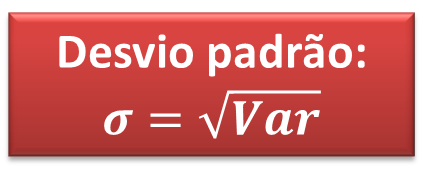 Desvio padrão:
σ = √Var